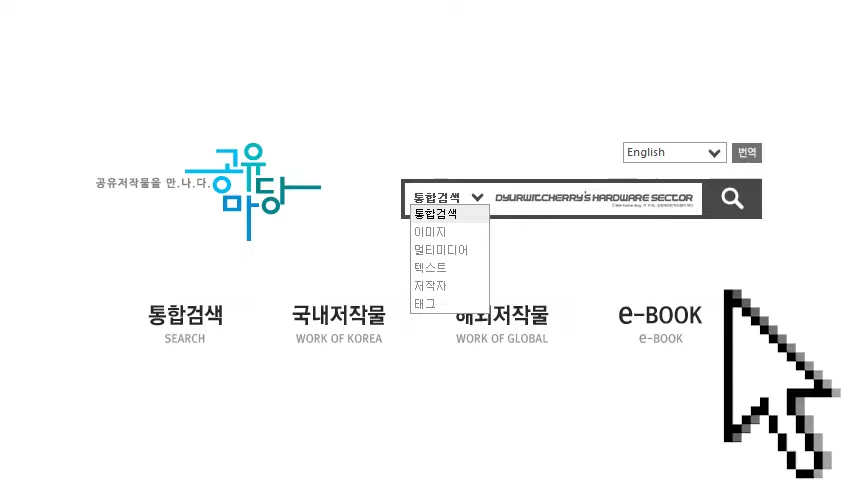 공유저작물을 만.나.다.
공유마당
English
번역
통합검색
DYURWITCHERRY'S HARDWARE SECTOR
통합검색
이미지
멀티미디어
텍스트
저작자
태그
통합검색
국내저작물
해외저작물
e-BOOK
SEARCH
WORK OF KOREA
WORK OF GLOBAL
e-BOOK